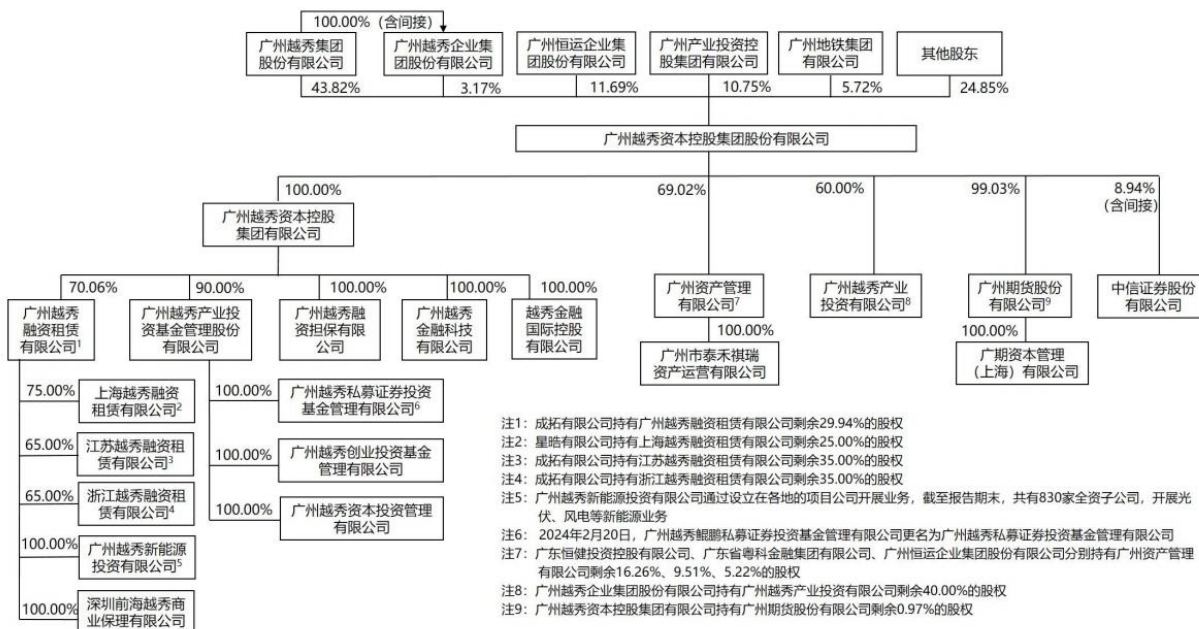 100.00%（含间接）
广州越秀集团
股份有限公司
广州越秀企业集
团股份有限公司
广州恒运企业集
团股份有限公司
广州产业投资控
股集团有限公司
广州地铁集团
有限公司
其他股东
43.82%
3.17%
11.69%
10.75%
5.72%
24.85%
广州越秀资本控股集团股份有限公司
100.00%
69.02%
60.00%
99.03%
8.94%
（含间接）
广州越秀资本控股
集团有限公司
70.06%
90.00%
100.00%
100.00%
100.00%
广州越秀
融资租赁
有限公司1
广州越秀产业投
资基金管理股份
有限公司
广州越秀融
资担保有限
公司
广州越秀
金融科技
有限公司
越秀金融
国际控股
有限公司
广州资产管理
有限公司7
广州越秀产业
投资有限公司8
广州期货股份
有限公司9
中信证券股份
有限公司
100.00%
100.00%
广州市泰禾祺瑞
资产运营有限公司
广期资本管理
（上海）有限公司
75.00%
上海越秀融资
租赁有限公司2
65.00%
江苏越秀融资租
赁有限公司3
65.00%
浙江越秀融资租
赁有限公司4
100.00%
广州越秀新能源
投资有限公司5
100.00%
深圳前海越秀商
业保理有限公司
100.00%
广州越秀私募证券投资
基金管理有限公司6
100.00%
广州越秀创业投资基金
管理有限公司
100.00%
广州越秀资本投资管理
有限公司
注1：成拓有限公司持有广州越秀融资租赁有限公司剩余29.94%的股权
注2：星晧有限公司持有上海越秀融资租赁有限公司剩余25.00%的股权
注3：成拓有限公司持有江苏越秀融资租赁有限公司剩余35.00%的股权
注4：成拓有限公司持有浙江越秀融资租赁有限公司剩余35.00%的股权
注5：广州越秀新能源投资有限公司通过设立在各地的项目公司开展业务，截至报告期末，共有830家全资子公司，开展光
伏、风电等新能源业务
注6： 2024年2月20日，广州越秀鲲鹏私募证券投资基金管理有限公司更名为广州越秀私募证券投资基金管理有限公司
注7：广东恒健投资控股有限公司、广东省粤科金融集团有限公司、广州恒运企业集团股份有限公司分别持有广州资产管理
有限公司剩余16.26%、9.51%、5.22%的股权
注8：广州越秀企业集团股份有限公司持有广州越秀产业投资有限公司剩余40.00%的股权
注9：广州越秀资本控股集团有限公司持有广州期货股份有限公司剩余0.97%的股权